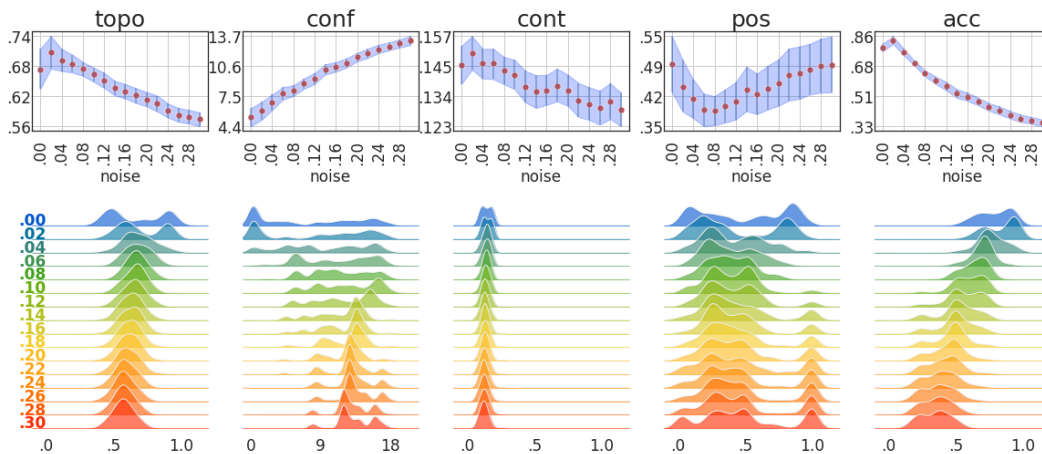 topo conf cont pos acc
.74 13.7 .157 .55 .86
.68 10.6 .145 .49 .68
.62 7.5 .134 .42 .51
.56 4.4 .123 .35 .33
.00 .04 .08 .12 .16 .20 .24 .28 .00 .04 .08 .12 .16 .20 .24 .28 .00 .04 .08 .12 .16 .20 .24 .28 .00 .04 .08 .12 .16 .20 .24 .28 .00 .04 .08 .12 .16 .20 .24 .28
noise noise noise noise noise
.00
.02
.04
.06
.08
.10
.12
.14
.16
.18
.20
.22
.24
.26
.28
.30
.0 .5 1.0 0 9 18 .0 .5 1.0 .0 .5 1.0 .0 .5 1.0